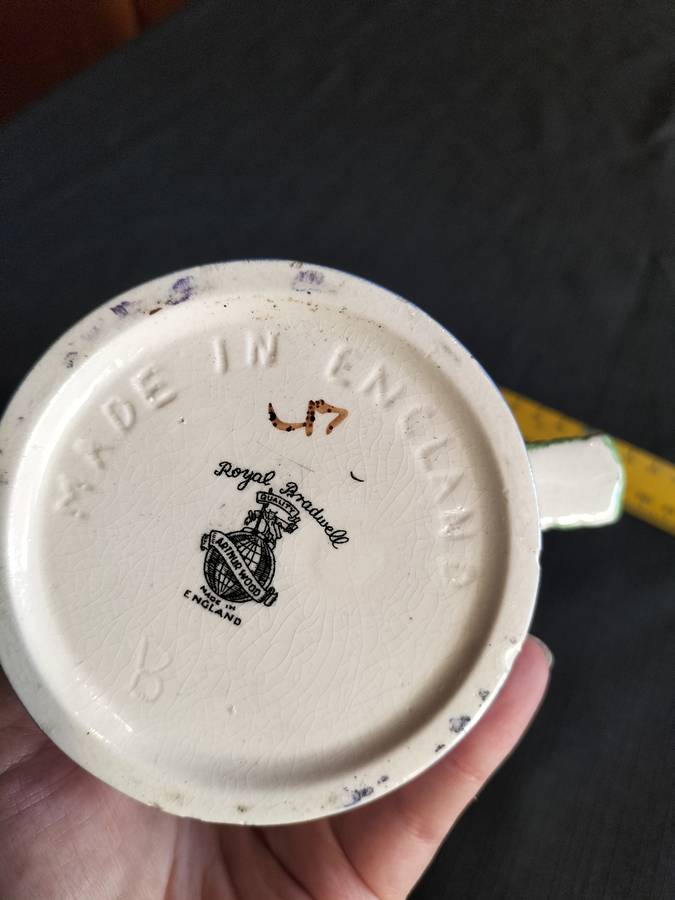 MADE IN ENGLAND
Royal Bradwell
QUALITY
ARTHUR WOOD
MADE IN
ENGLAND